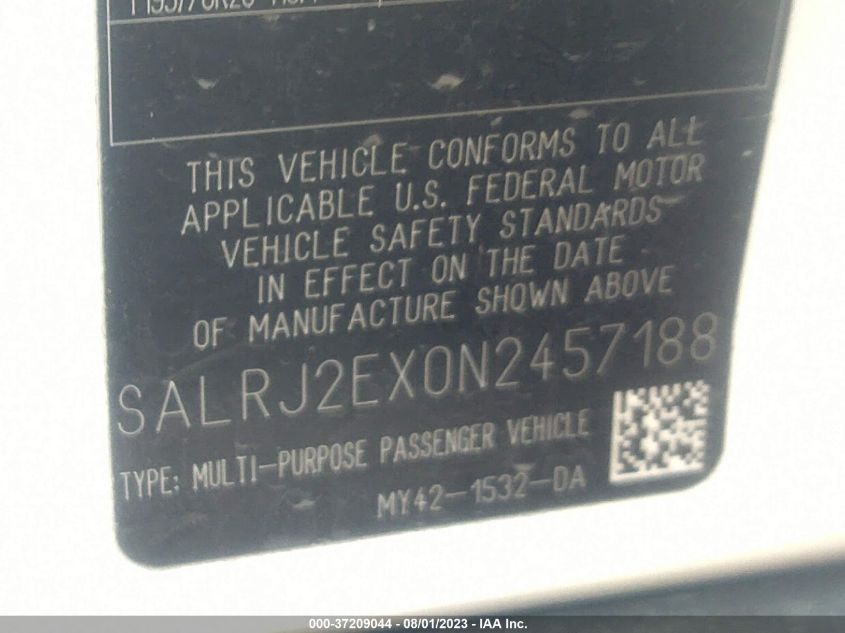 THIS VEHICLE CONFORMS TO ALL
APPLICABLE U.S. FEDERAL MOTOR
VEHICLE SAFETY STANDARDS
IN EFFECT ON THE DATE
OF MANUFACTURE SHOWN ABOVE
SALRJ2EX0N2457188
TYPE: MULTI-PURPOSE PASSENGER VEHICLE
MY42-1532-DA
000-37209044 - 08/01/2023 - IAA Inc.